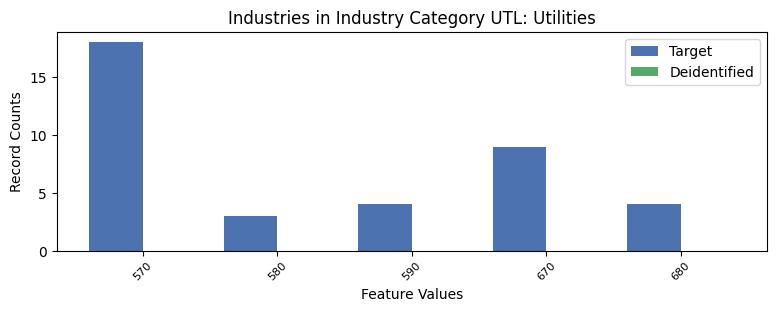 Industries in Industry Category UTL: Utilities
Target
Deidentified
Record Counts
15
10
5
0
570
580
590
670
680
Feature Values